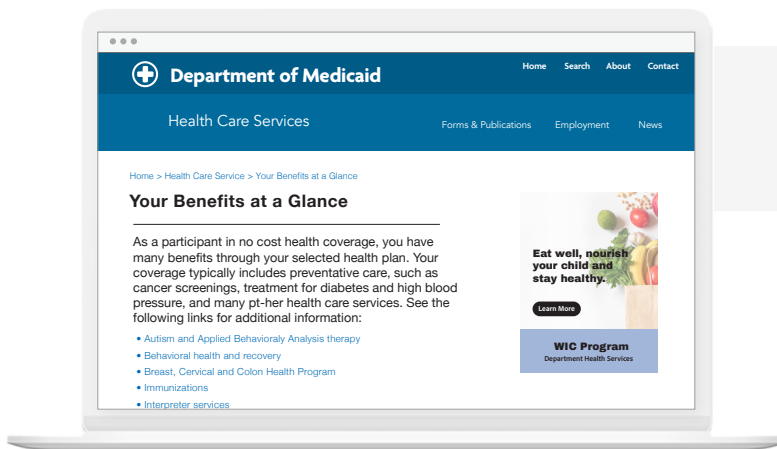 Department of Medicaid
Home Search About Contact
Health Care Services
Forms & Publications Employment News
Home > Health Care Service > Your Benefits at a Glance
Your Benefits at a Glance
As a participant in no cost health coverage, you have
many benefits through your selected health plan. Your
coverage typically includes preventative care, such as
cancer screenings, treatment for diabetes and high blood
pressure, and many pt-her health care services. See the
following links for additional information:
• Autism and Applied Behavioraly Analysis therapy
• Behavioral health and recovery
• Breast, Cervical and Colon Health Program
• Immunizations
• Interpreter services
Eat well, nourish
your child and
stay healthy.
Learn More
WIC Program
Department Health Services